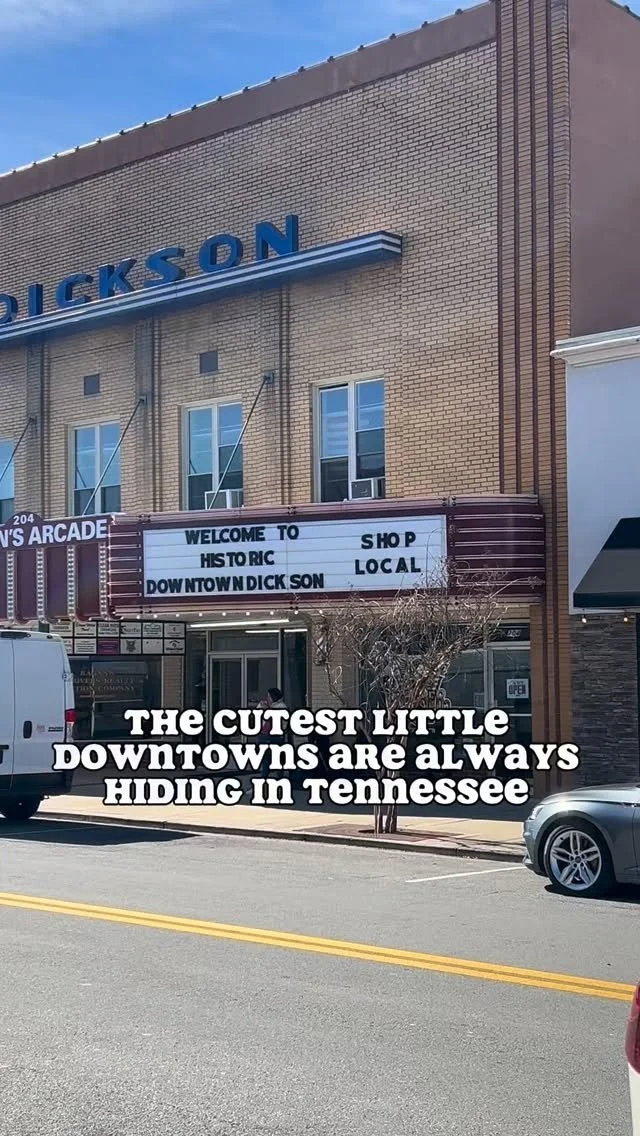 DICKSON
204
N'S ARCADE
WELCOME TO
HISTORIC
DOWNTOWN DICKSON
SHOP
LOCAL
OPEN
THE CUTEST LITTLE
DOWNTOWNS ARE ALWAYS
HIDING IN TENNESSEE